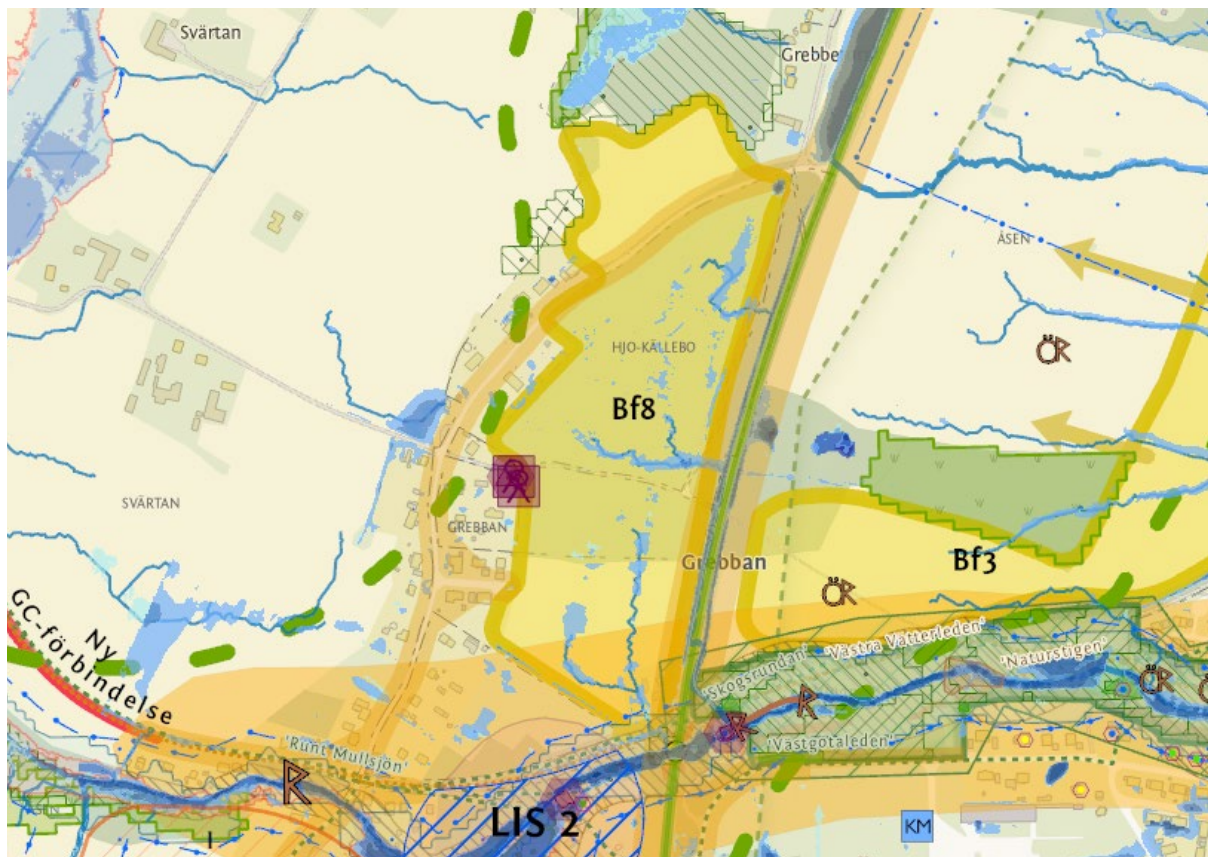 Svärtan
Grebbe
ÅSEN
ÖR
HJO-KÄLLEBO
Bf8
SVÄRTAN
GREBBAN
Grebban
Bf3
ÖR
Ny
GC-förbindelse
'Skogsrundan'
'Västra Vätterleden'
'Naturstigen'
ÖR
R
R
'Västgötaleden'
'Runt Mullsjön'
R
LIS 2
KM
I